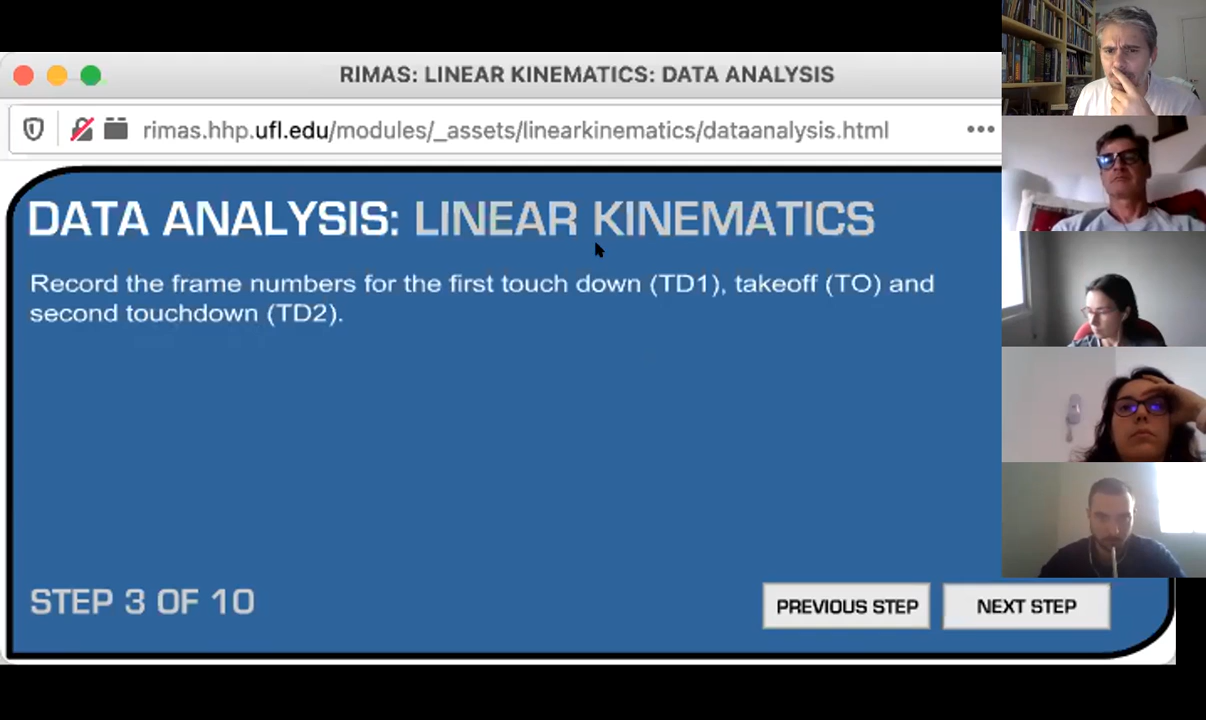 RIMAS: LINEAR KINEMATICS: DATA ANALYSIS
rimas.hhp.ufl.edu/modules/_assets/linearkinematics/dataanalysis.html
DATA ANALYSIS: LINEAR KINEMATICS
Record the frame numbers for the first touch down (TD1), takeoff (TO) and
second touchdown (TD2).
STEP 3 OF 10
PREVIOUS STEP
NEXT STEP